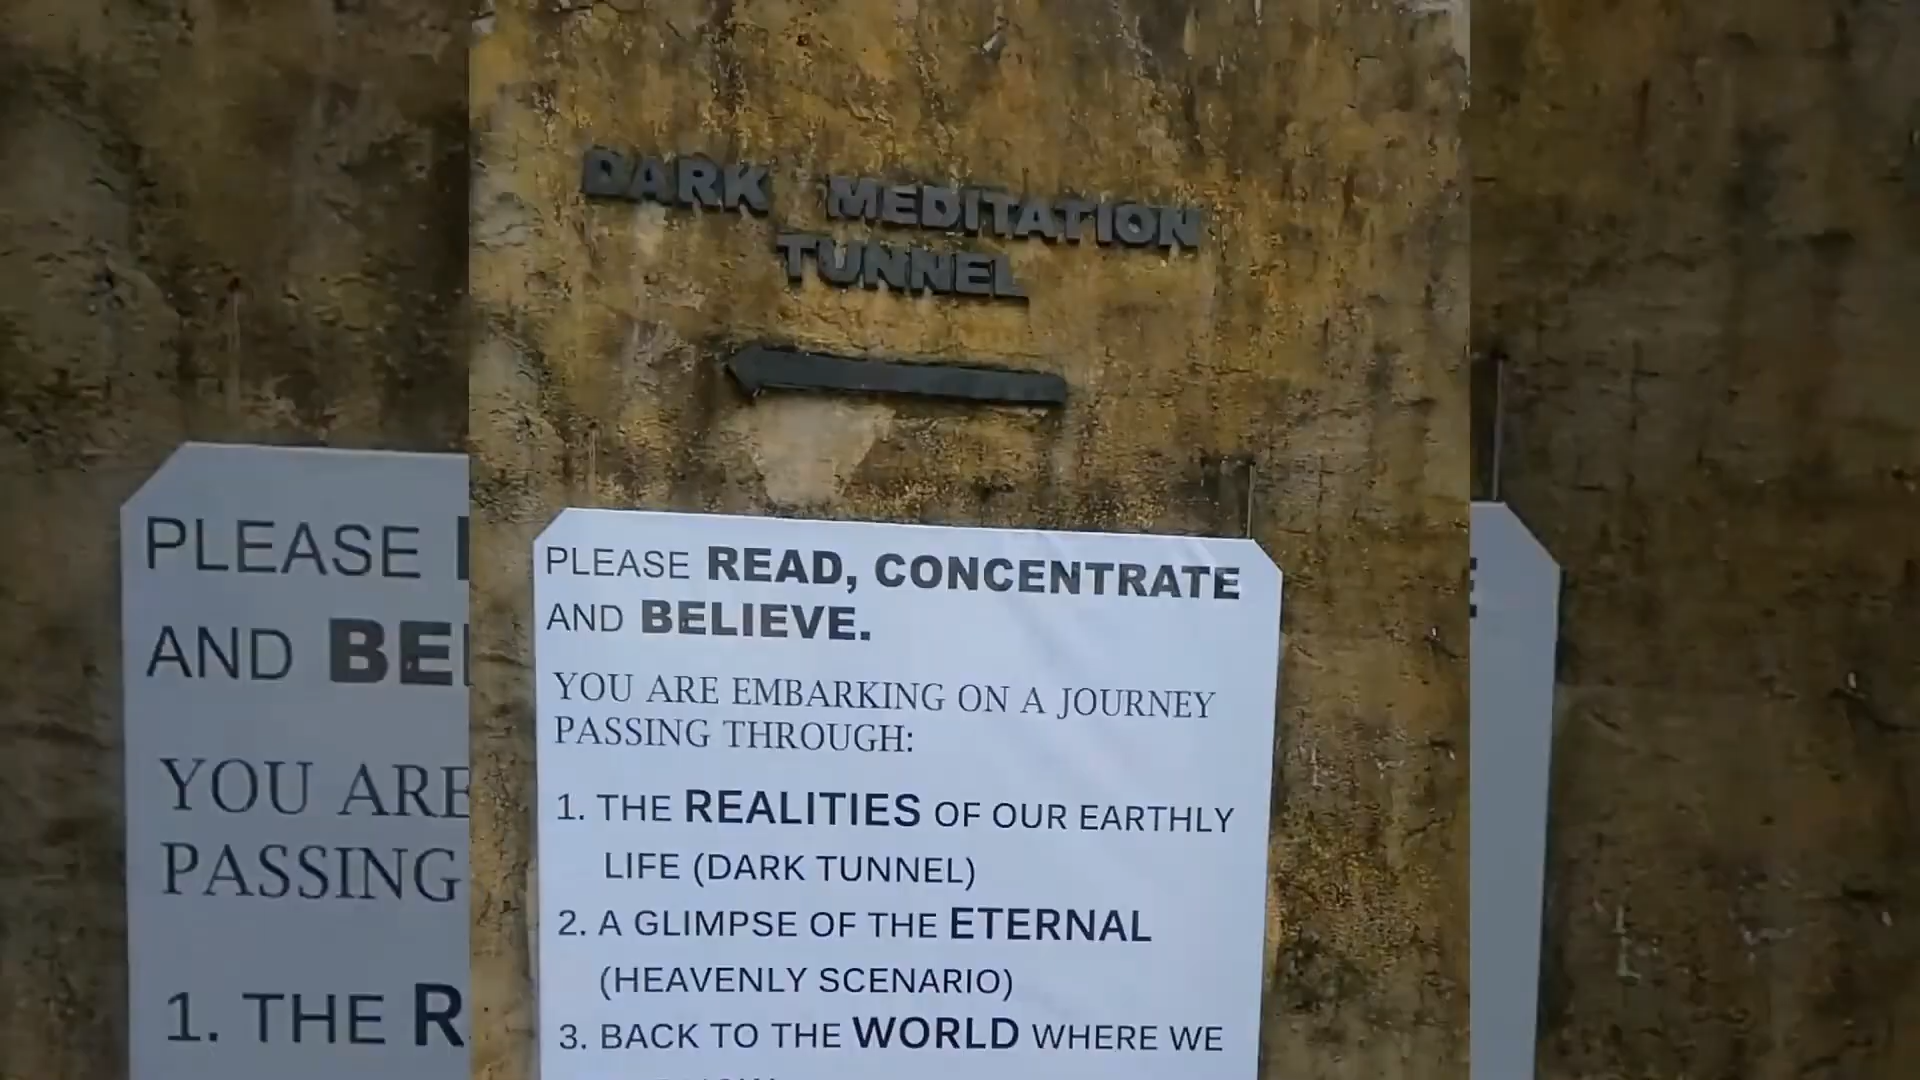 DARK MEDITATION
TUNNEL
PLEASE READ, CONCENTRATE
AND BELIEVE.
YOU ARE EMBARKING ON A JOURNEY
PASSING THROUGH:
1. THE REALITIES OF OUR EARTHLY
LIFE (DARK TUNNEL)
2. A GLIMPSE OF THE ETERNAL
(HEAVENLY SCENARIO)
3. BACK TO THE WORLD WHERE WE